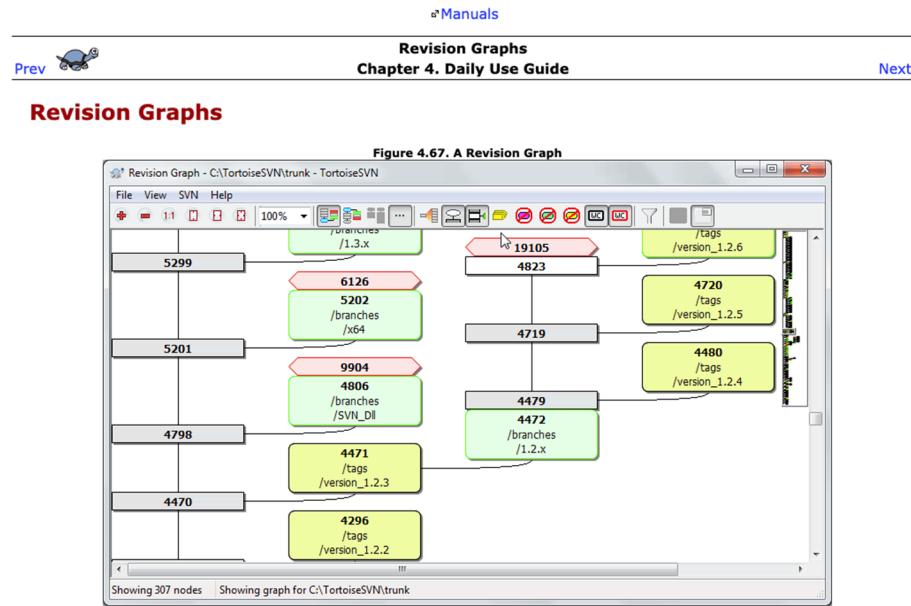 Manuals
Prev
Revision Graphs
Chapter 4. Daily Use Guide
Next
Revision Graphs
Figure 4.67. A Revision Graph
Revision Graph - C:\TortoiseSVN\trunk - TortoiseSVN
File View SVN Help
1:1
100%
WC WC
/branches
/1.3.x
5299
6126
5202
/branches
/x64
5201
9904
4806
/branches
/SVN_Dll
4798
4471
/tags
/version_1.2.3
4470
4296
/tags
/version_1.2.2
19105
4823
4719
4479
4472
/branches
/1.2.x
/tags
/version_1.2.6
4720
/tags
/version_1.2.5
4480
/tags
/version_1.2.4
Showing 307 nodes Showing graph for C:\TortoiseSVN\trunk